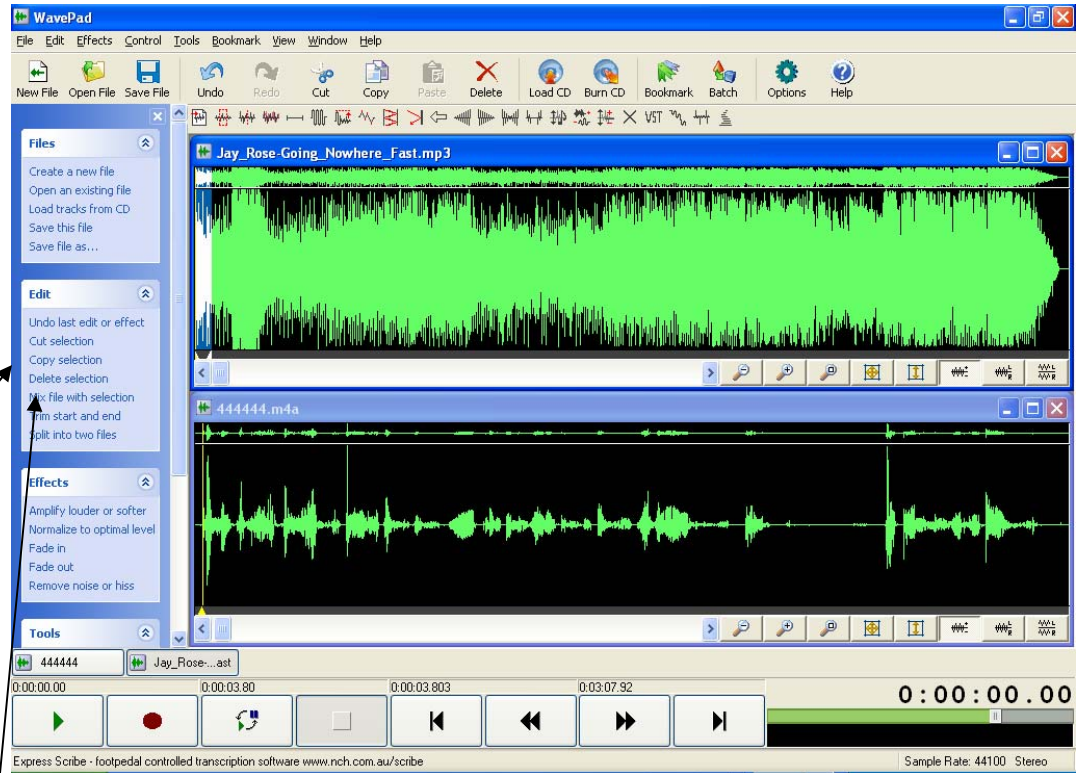 WavePad
File Edit Effects Control Tools Bookmark View Window Help
New File Open File Save File Undo Redo Cut Copy Paste Delete Load CD Burn CD Bookmark Batch Options Help
VST
Files
Create a new file
Open an existing file
Load tracks from CD
Save this file
Save file as...
Edit
Undo last edit or effect
Cut selection
Copy selection
Delete selection
Mix file with selection
Trim start and end
Split into two files
Effects
Amplify louder or softer
Normalize to optimal level
Fade in
Fade out
Remove noise or hiss
Tools
Jay_Rose-Going_Nowhere_Fast.mp3
444444.m4a
444444 Jay_Rose-...ast
0:00:00.00 0:00:03.80 0:00:03.803 0:03:07.92
0:00:00.00
Express Scribe - footpedal controlled transcription software www.nch.com.au/scribe Sample Rate: 44100 Stereo